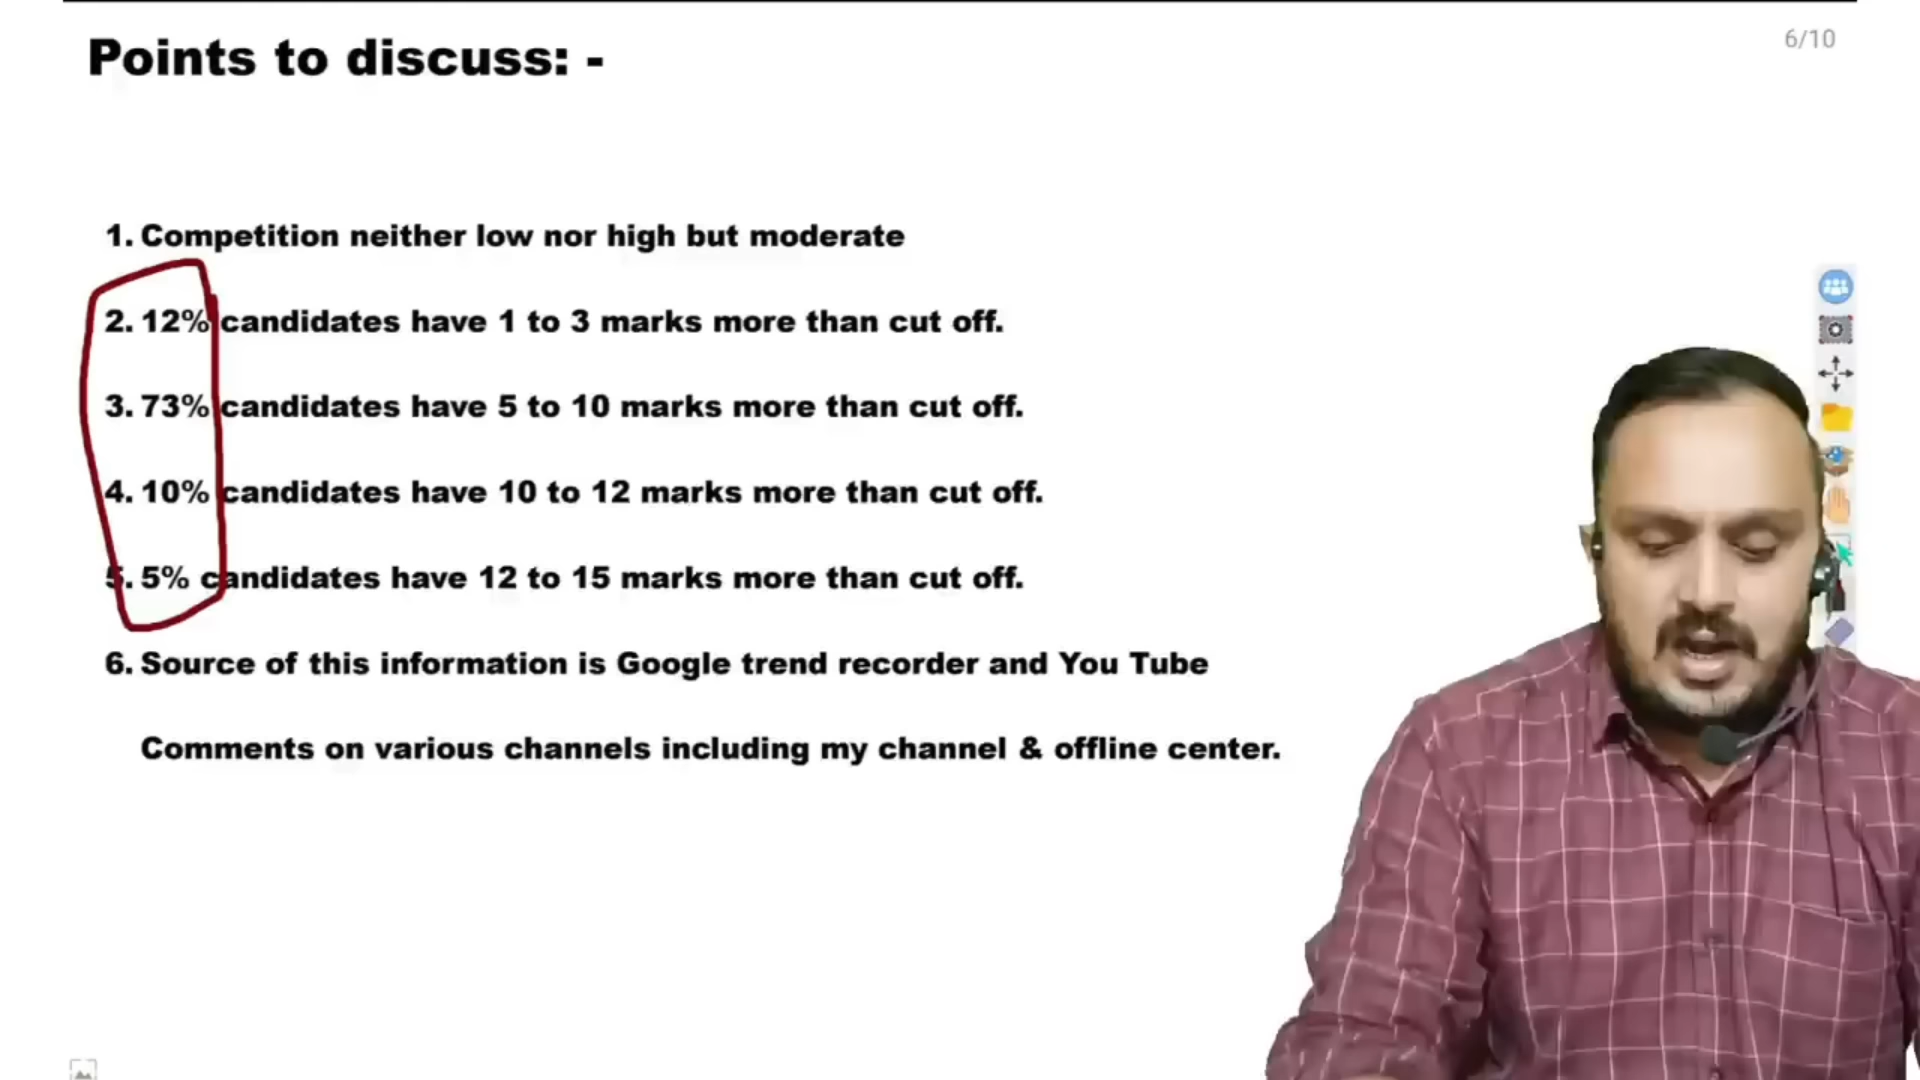 Points to discuss: -
6/10
1. Competition neither low nor high but moderate
2. 12% candidates have 1 to 3 marks more than cut off.
3. 73% candidates have 5 to 10 marks more than cut off.
4. 10% candidates have 10 to 12 marks more than cut off.
5. 5% candidates have 12 to 15 marks more than cut off.
6. Source of this information is Google trend recorder and You Tube
Comments on various channels including my channel & offline center.